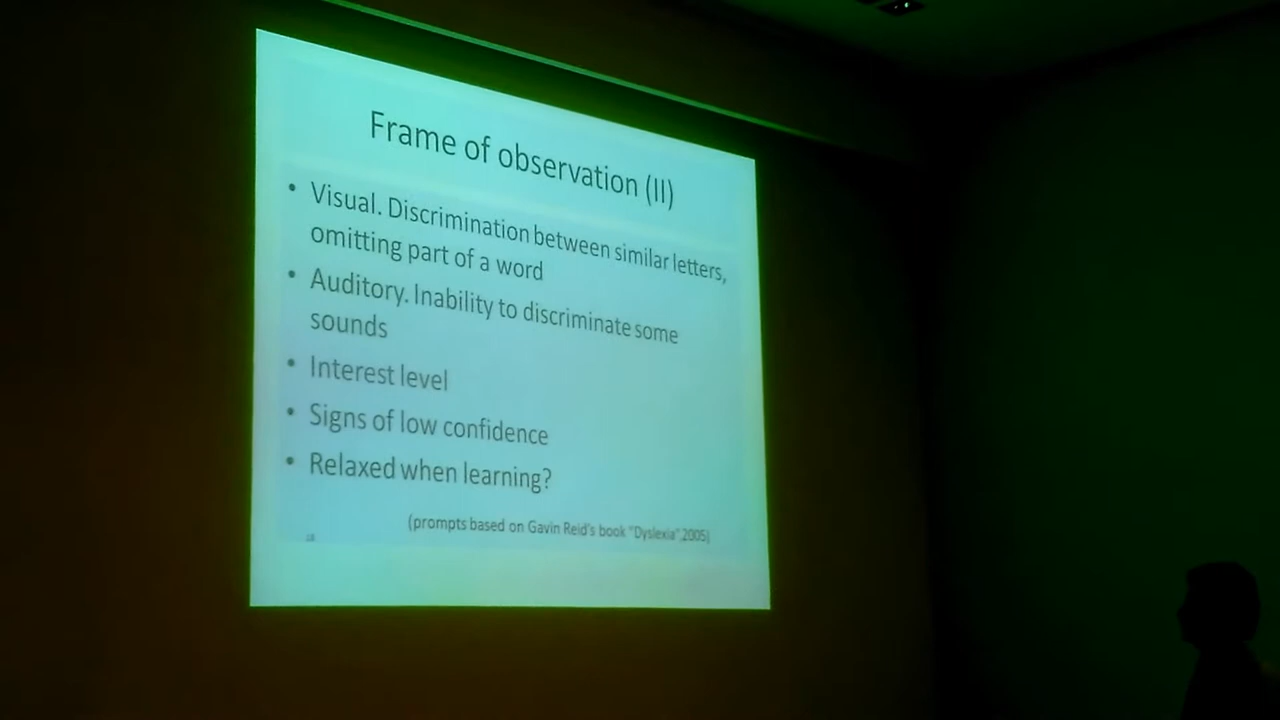 Frame of observation (II)
• Visual. Discrimination between similar letters,
omitting part of a word
• Auditory. Inability to discriminate some
sounds
• Interest level
• Signs of low confidence
• Relaxed when learning?
(prompts based on Gavin Reid's book "Dyslexia",2005)